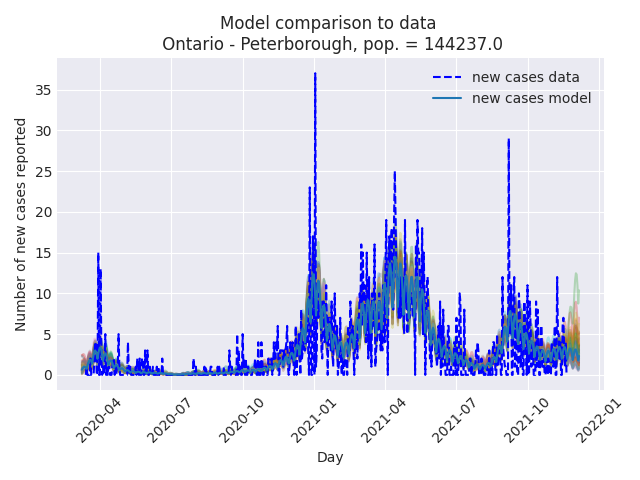 Model comparison to data
Ontario - Peterborough, pop. = 144237.0
new cases data
new cases model
Number of new cases reported
35
30
25
20
15
10
5
0
2020-04
2020-07
2020-10
2021-01
2021-04
2021-07
2021-10
2022-01
Day